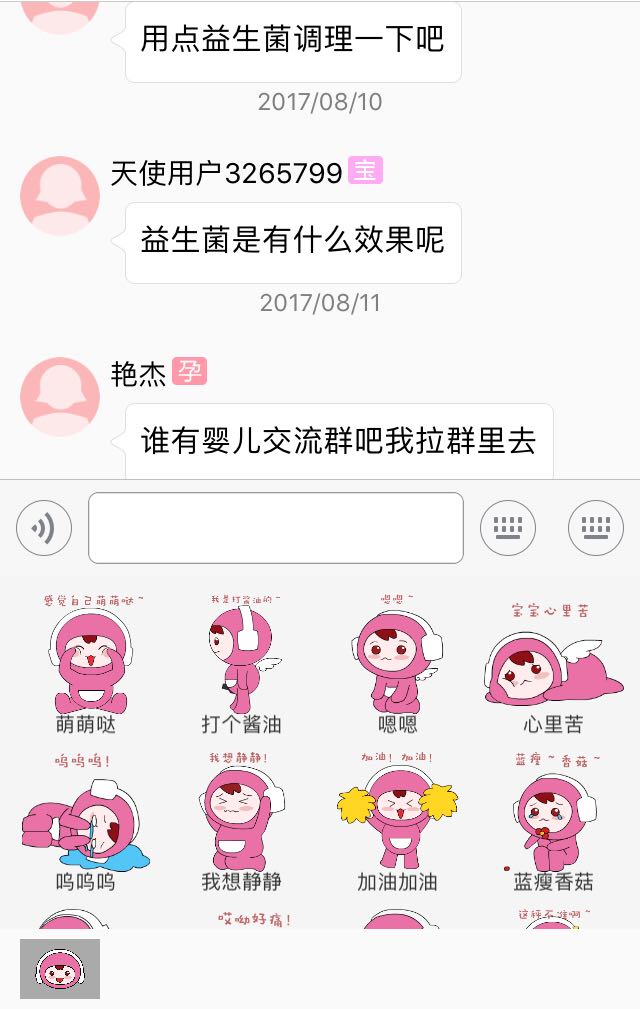 用点益生菌调理一下吧
2017/08/10
天使用户3265799 宝
益生菌是有什么效果呢
2017/08/11
艳杰 孕
谁有婴儿交流群吧我拉群里去
感觉自己萌萌哒~
我是打酱油的~
嗯嗯~
宝宝心里苦
萌萌哒
打个酱油
嗯嗯
心里苦
呜呜呜!
我想静静!
加油! 加油!
蓝瘦~香菇~
呜呜呜
我想静静
加油加油
蓝瘦香菇
哎呦好痛!
这秤不准啊~